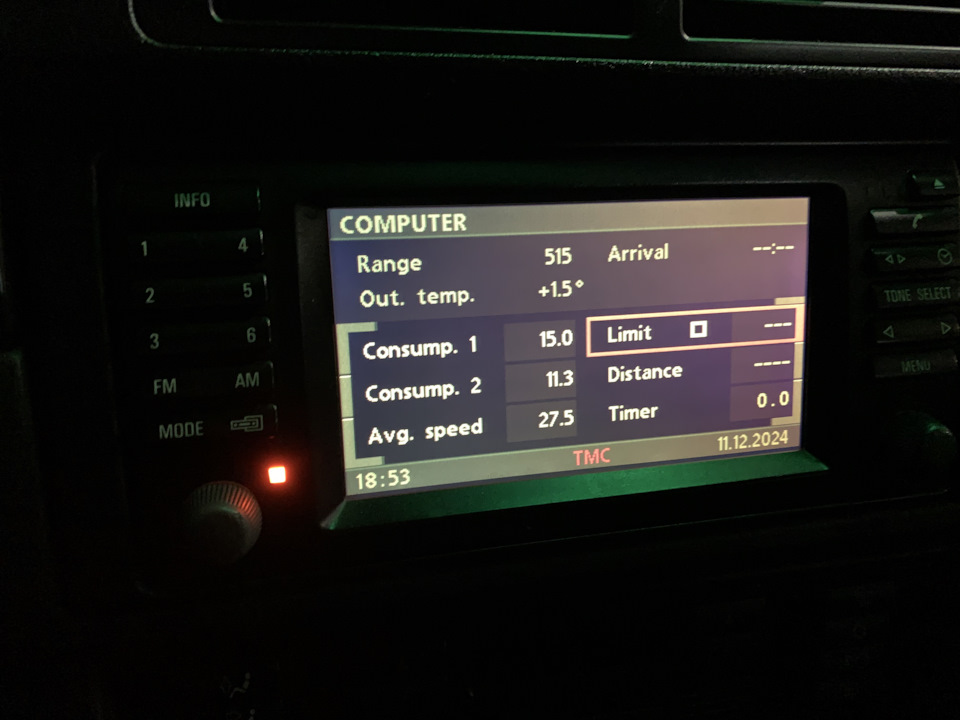 INFO
1 4
2 5
3 6
FM AM
MODE
COMPUTER
Range 515
Out. temp. +1.5°
Arrival --:--
Consump. 1 15.0
Consump. 2 11.3
Avg. speed 27.5
Limit ---
Distance ----
Timer 0.0
18:53 TMC 11.12.2024
TONE SELECT
MENU